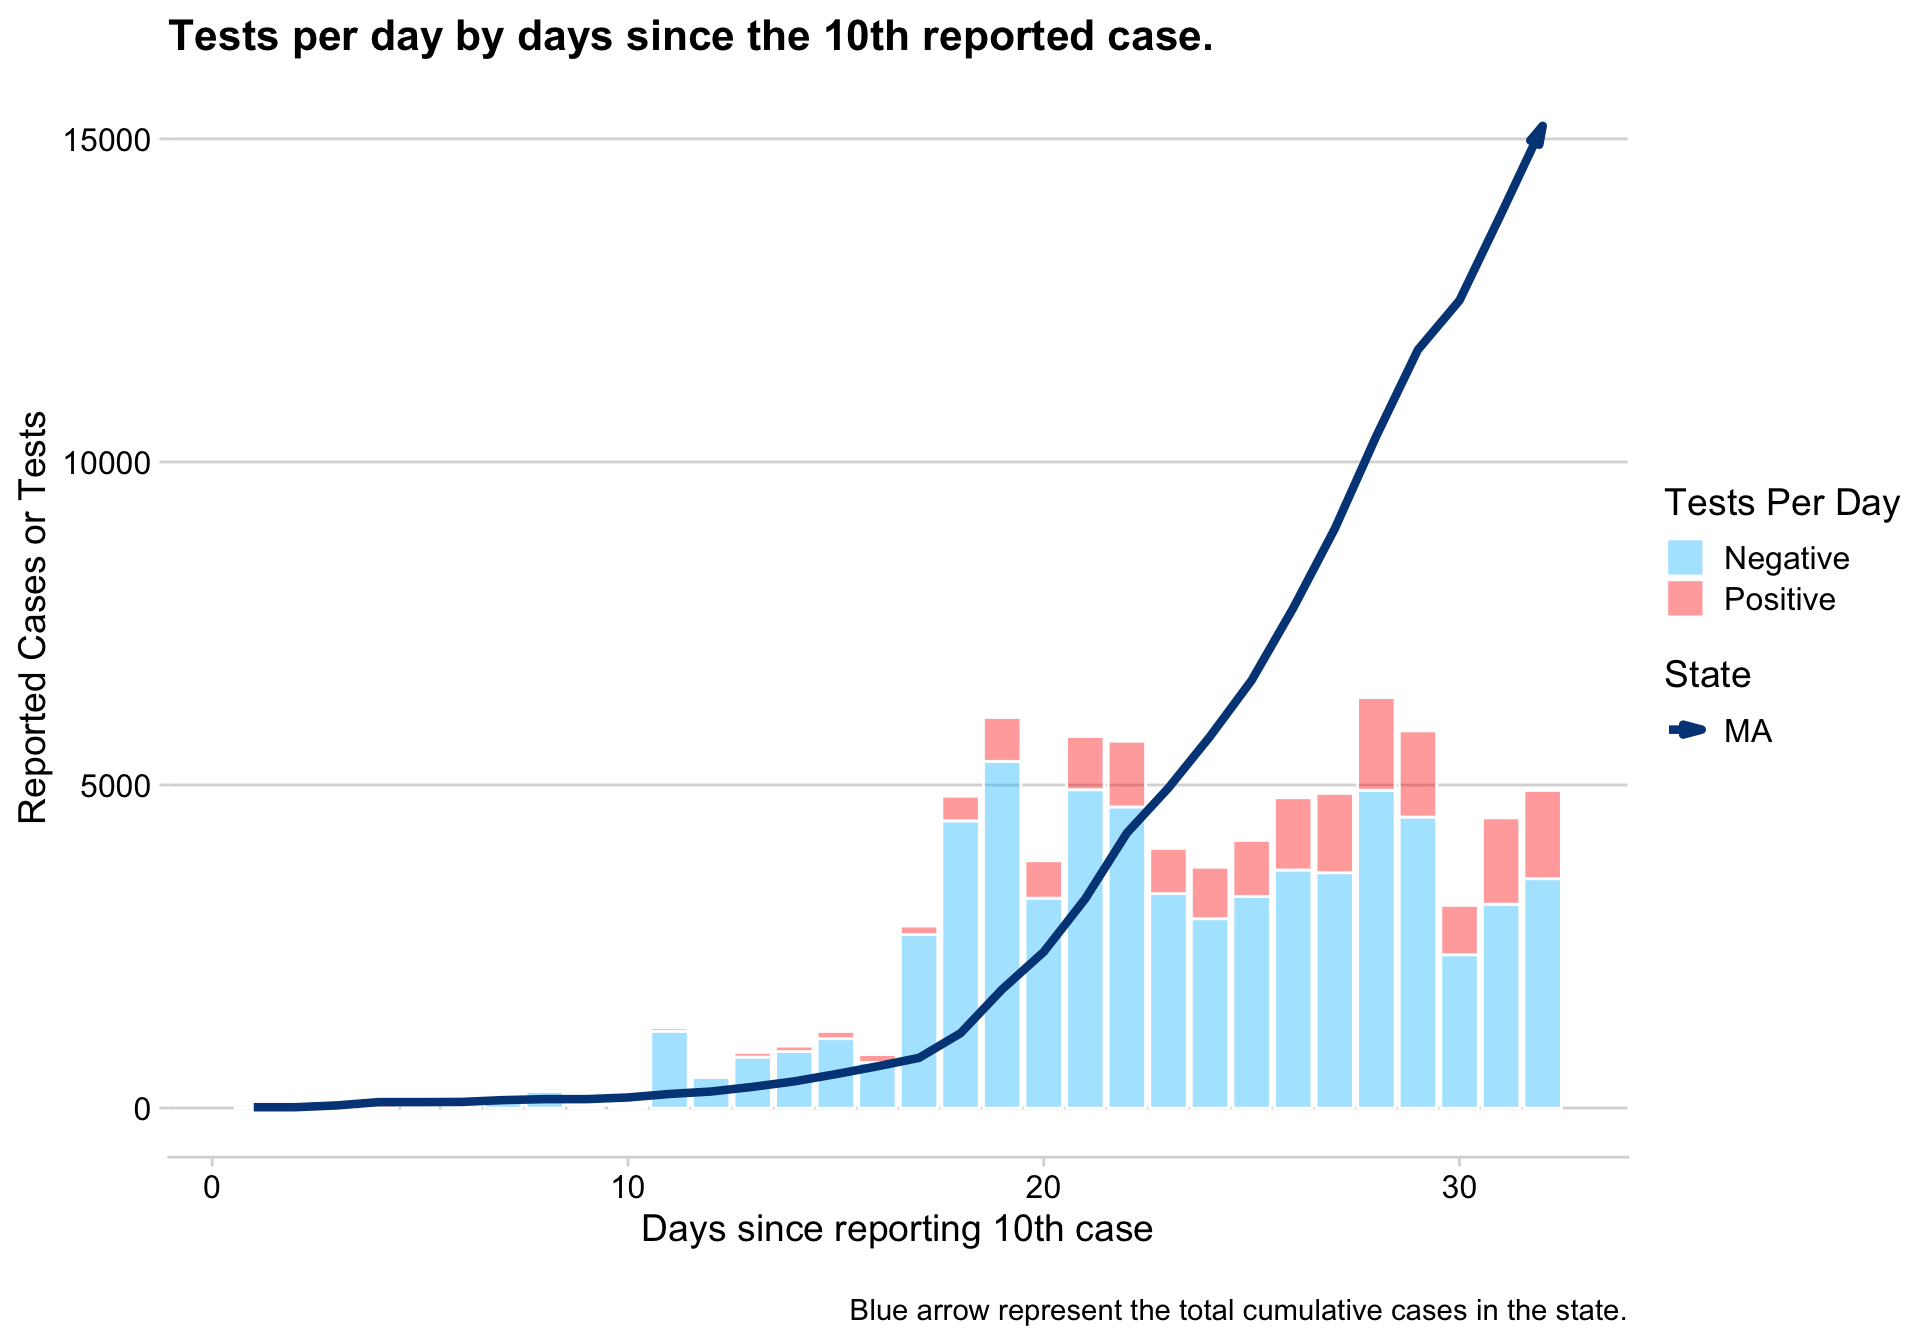 Tests per day by days since the 10th reported case.
15000
10000
5000
0
Reported Cases or Tests
0 10 20 30
Days since reporting 10th case
Tests Per Day
Negative
Positive
State
MA
Blue arrow represent the total cumulative cases in the state.